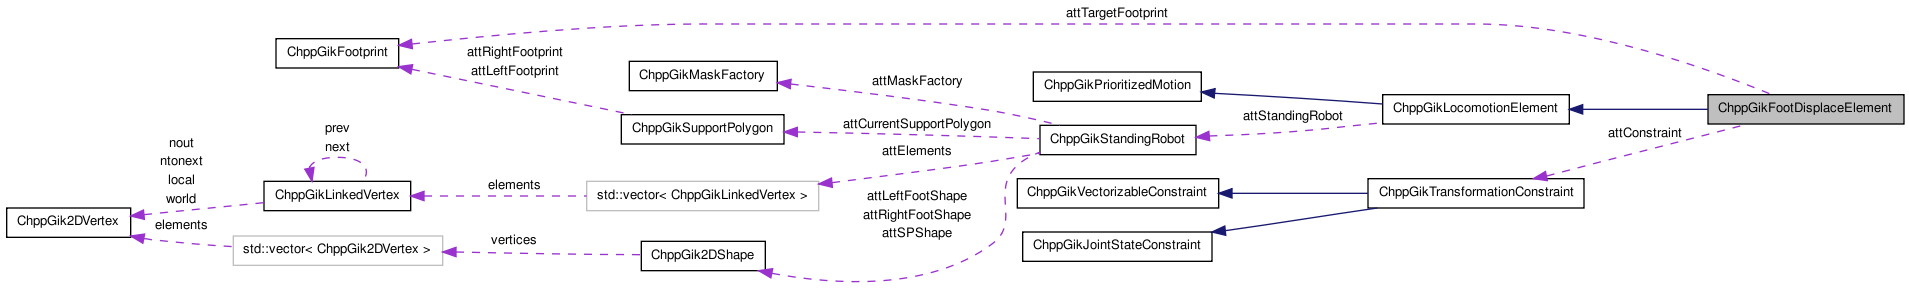 attTargetFootprint
ChppGikFootprint
attRightFootprint
attLeftFootprint
ChppGikMaskFactory
attMaskFactory
ChppGikPrioritizedMotion
ChppGikLocomotionElement
ChppGikFootDisplaceElement
ChppGikSupportPolygon
attCurrentSupportPolygon
attStandingRobot
ChppGikStandingRobot
attConstraint
attElements
prev
next
nout
ntonext
local
world
ChppGikLinkedVertex
elements
std::vector< ChppGikLinkedVertex >
ChppGikVectorizableConstraint
ChppGikTransformationConstraint
attLeftFootShape
attRightFootShape
attSPShape
ChppGik2DVertex
elements
std::vector< ChppGik2DVertex >
vertices
ChppGik2DShape
ChppGikJointStateConstraint